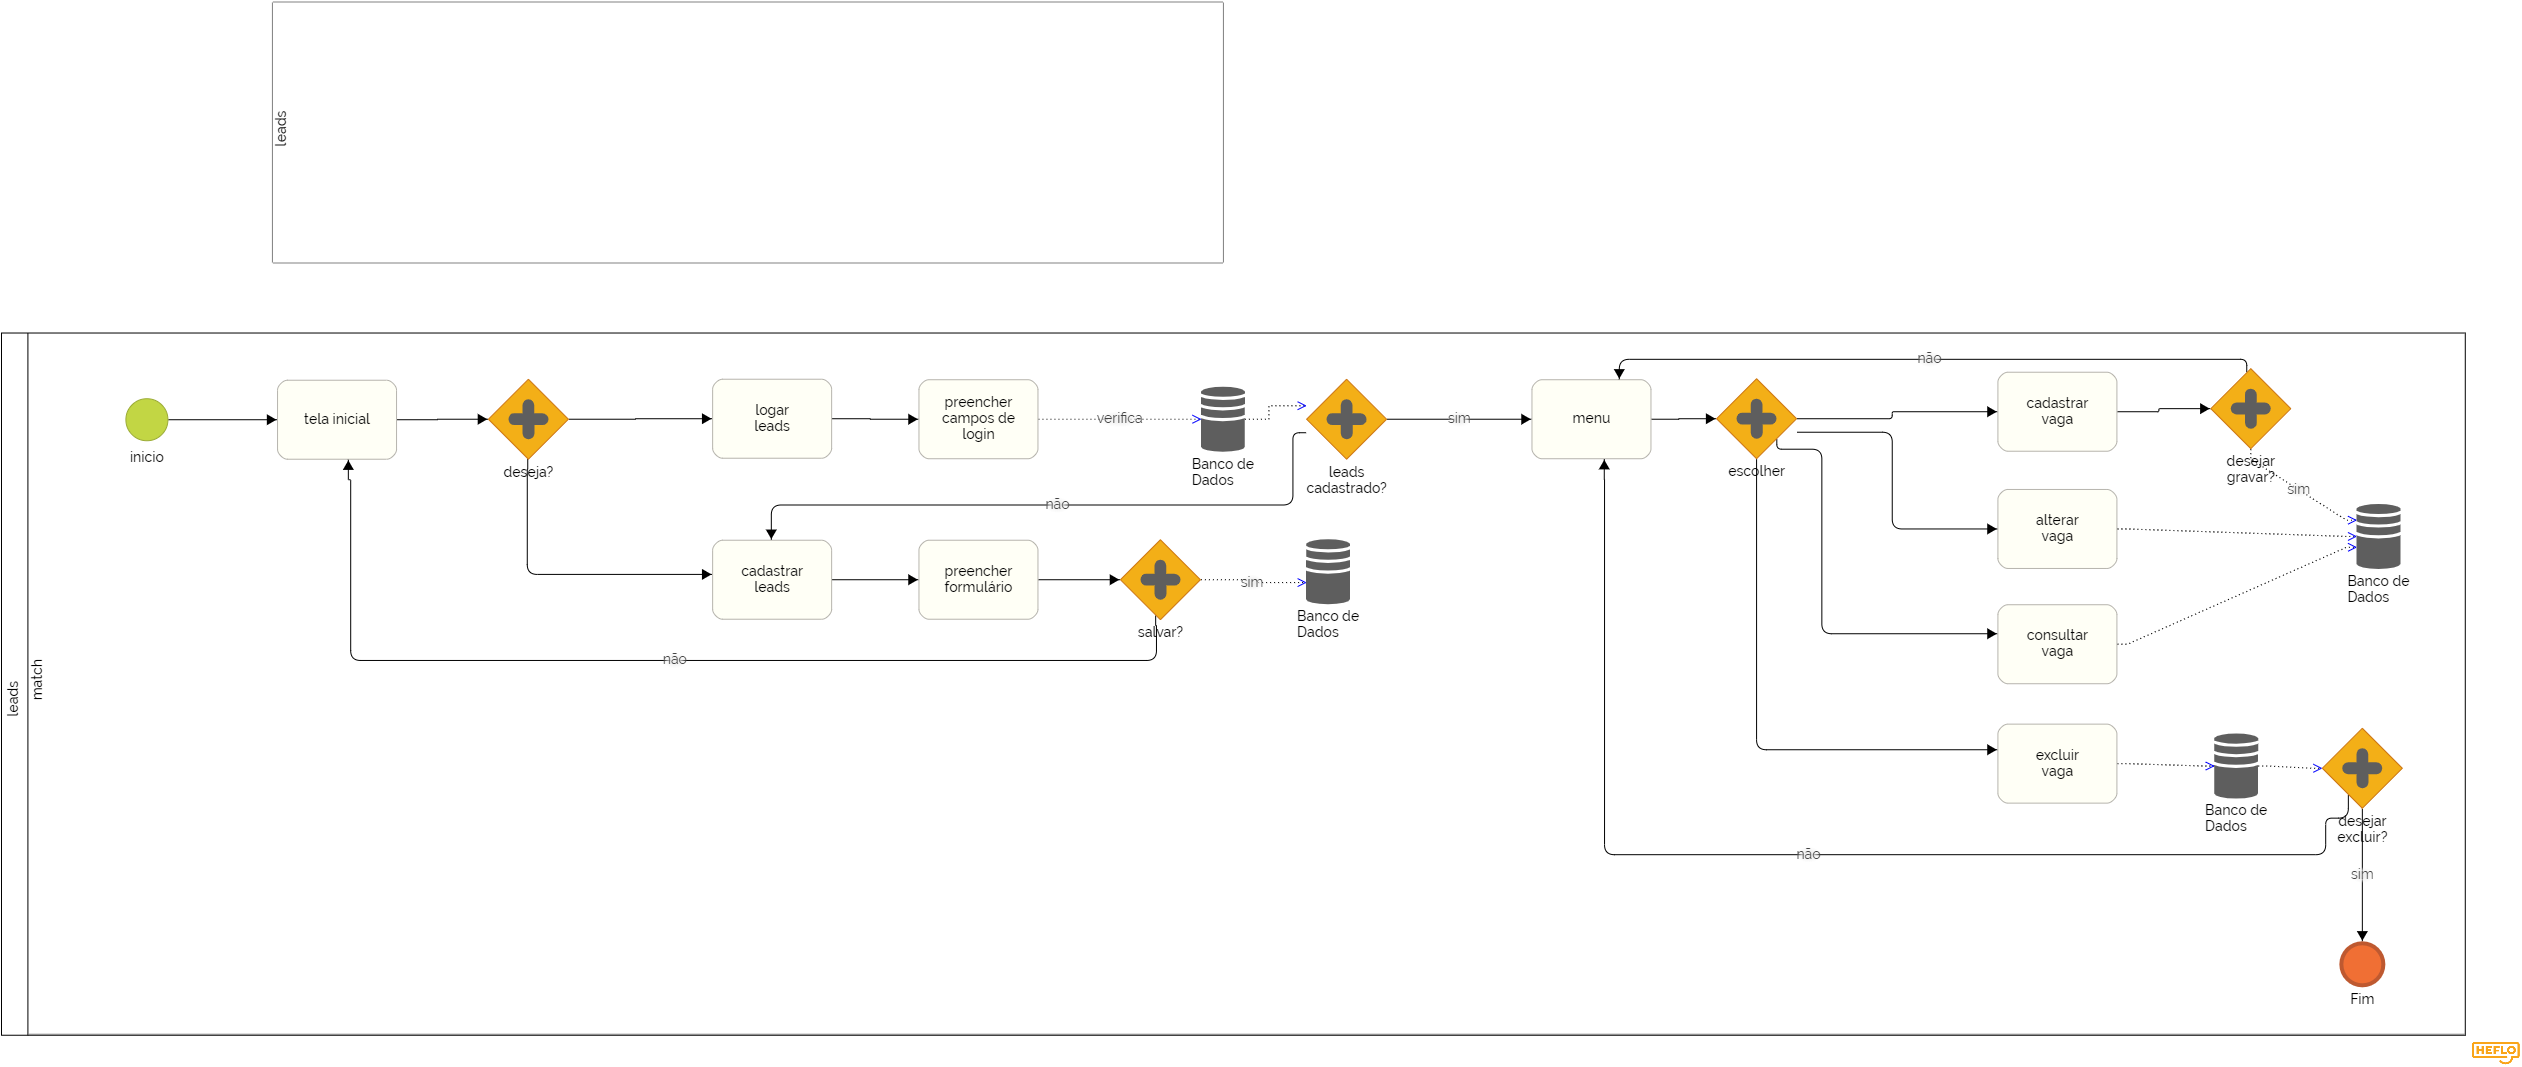 leads
leads
match
inicio
tela inicial
deseja?
logar
leads
preencher
campos de
login
verifica
Banco de
Dados
leads
cadastrado?
sim
não
cadastrar
leads
preencher
formulário
salvar?
sim
Banco de
Dados
não
menu
escolher
não
cadastrar
vaga
desejar
gravar?
sim
alterar
vaga
Banco de
Dados
consultar
vaga
excluir
vaga
Banco de
Dados
desejar
excluir?
não
sim
Fim
HEFLO